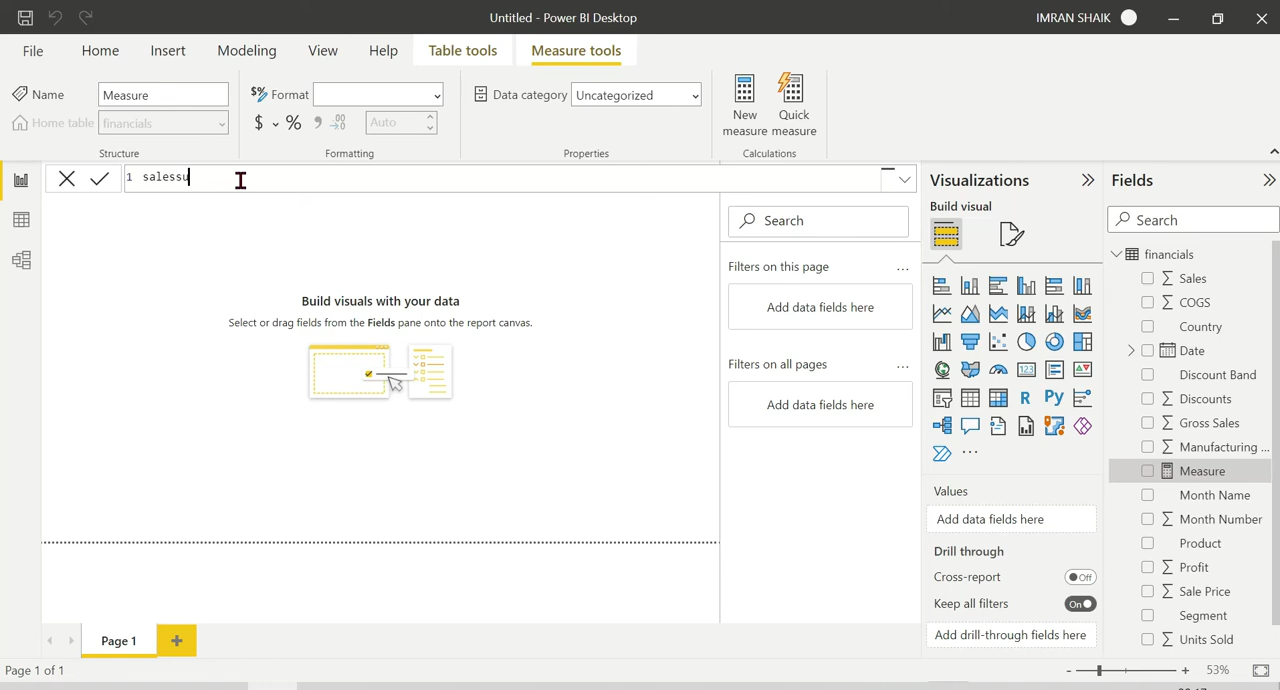 Untitled - Power BI Desktop
IMRAN SHAIK
File Home Insert Modeling View Help Table tools Measure tools
Name Measure
Home table financials
Structure
$% Format
$ % 9 .00 Auto
Formatting
Data category Uncategorized
Properties
New measure
Quick measure
Calculations
1 salessu
Build visuals with your data
Select or drag fields from the Fields pane onto the report canvas.
Search
Filters on this page ...
Add data fields here
Filters on all pages ...
Add data fields here
Visualizations
Build visual
123
R Py
...
Values
Add data fields here
Drill through
Cross-report Off
Keep all filters On
Add drill-through fields here
Fields
Search
financials
Sales
COGS
Country
Date
Discount Band
Discounts
Gross Sales
Manufacturing ...
Measure
Month Name
Month Number
Product
Profit
Sale Price
Segment
Units Sold
Page 1
Page 1 of 1
- + 53%